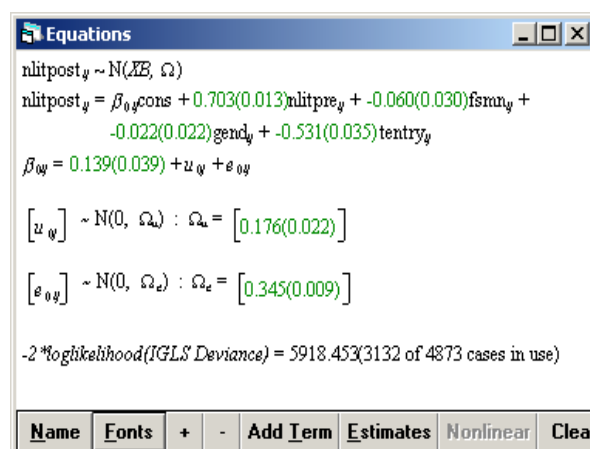 Equations
nlitpost_ij ~ N(XB, Ω)
nlitpost_ij = β_0ij cons + 0.703(0.013)nlitpre_ij + -0.060(0.030)fsmn_ij +
-0.022(0.022)gend_ij + -0.531(0.035)tentry_ij
β_0ij = 0.139(0.039) + u_0j + e_0ij
[u_0j] ~ N(0, Ω_u) : Ω_u = [0.176(0.022)]
[e_0ij] ~ N(0, Ω_e) : Ω_e = [0.345(0.009)]
-2*loglikelihood(IGLS Deviance) = 5918.453(3132 of 4873 cases in use)
Name Fonts + - Add Term Estimates Nonlinear Clea